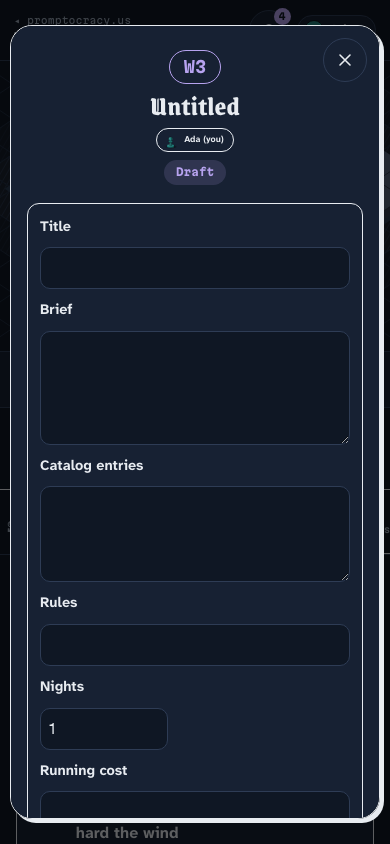 promptocracy.us
4
W3
Untitled
Ada (you)
Draft
Title
Brief
Catalog entries
Rules
Nights
1
Running cost
hard the wind